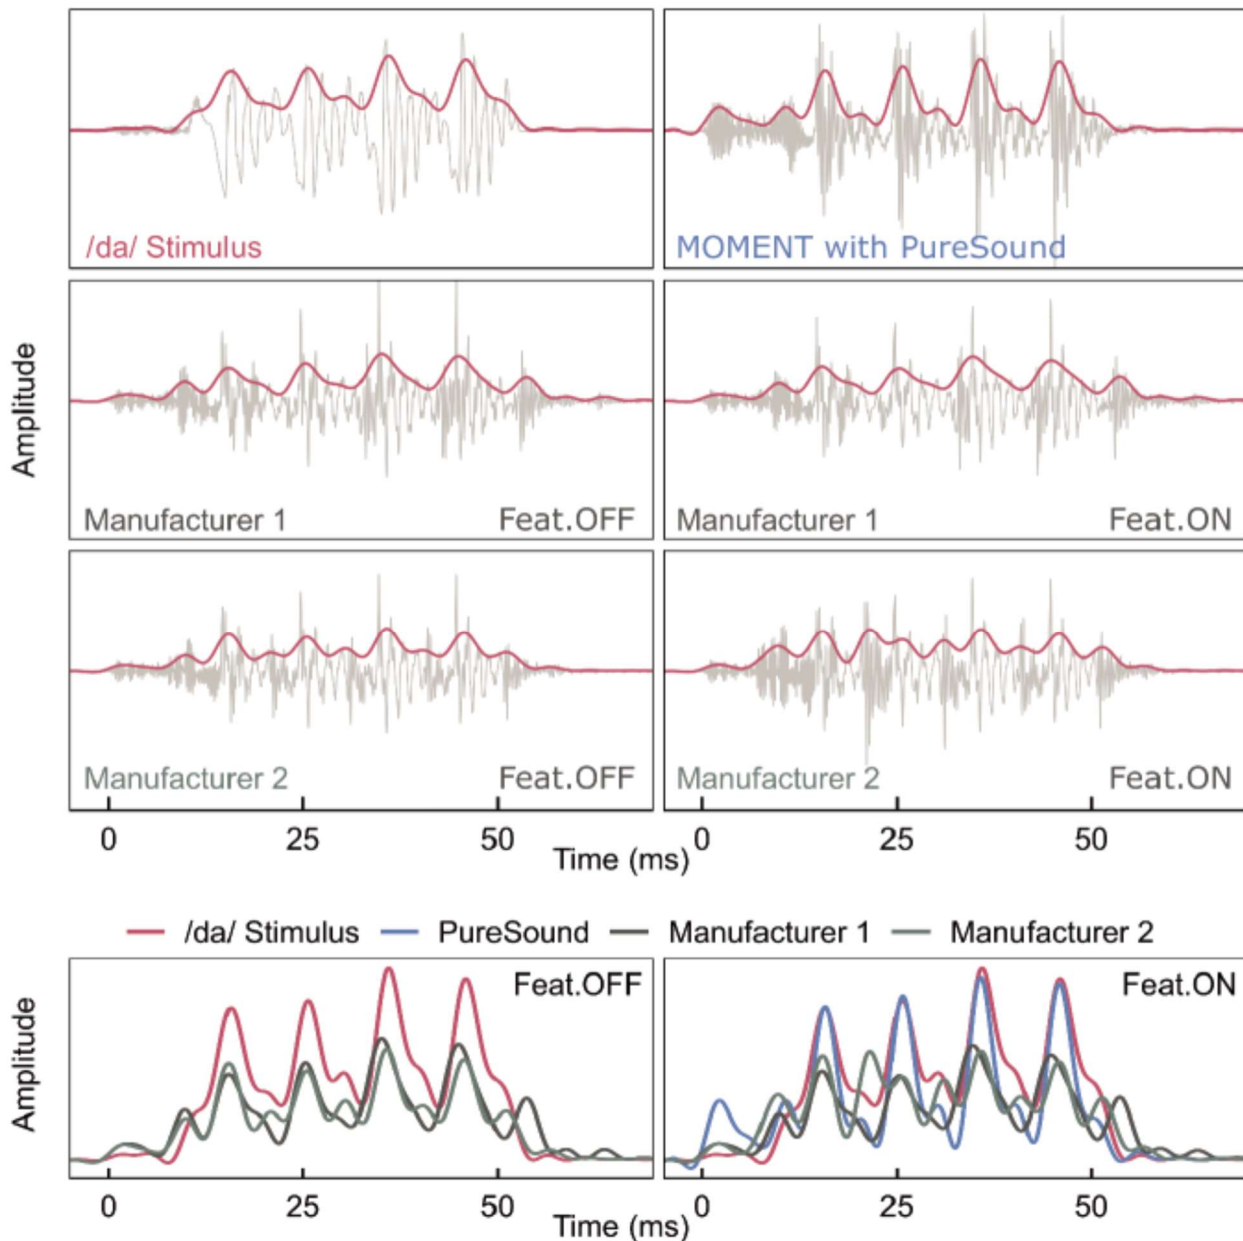 /da/ Stimulus
MOMENT with PureSound
Amplitude
Manufacturer 1 Feat.OFF
Manufacturer 1 Feat.ON
Manufacturer 2 Feat.OFF
Manufacturer 2 Feat.ON
0 25 50 0 25 50
Time (ms)
/da/ Stimulus PureSound Manufacturer 1 Manufacturer 2
Feat.OFF
Feat.ON
Amplitude
0 25 50 0 25 50
Time (ms)